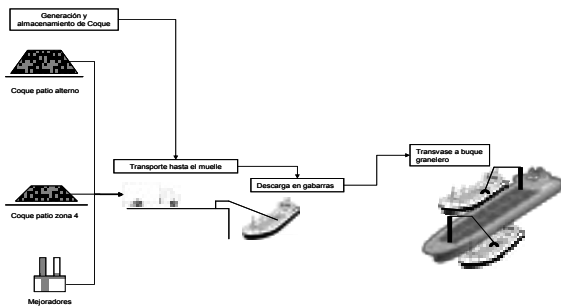 Generación y
almacenamiento de Coque
Coque patio alterno
Transporte hasta el muelle
Descarga en gabarras
Transvase a buque
granelero
Coque patio zona 4
Mejoradores